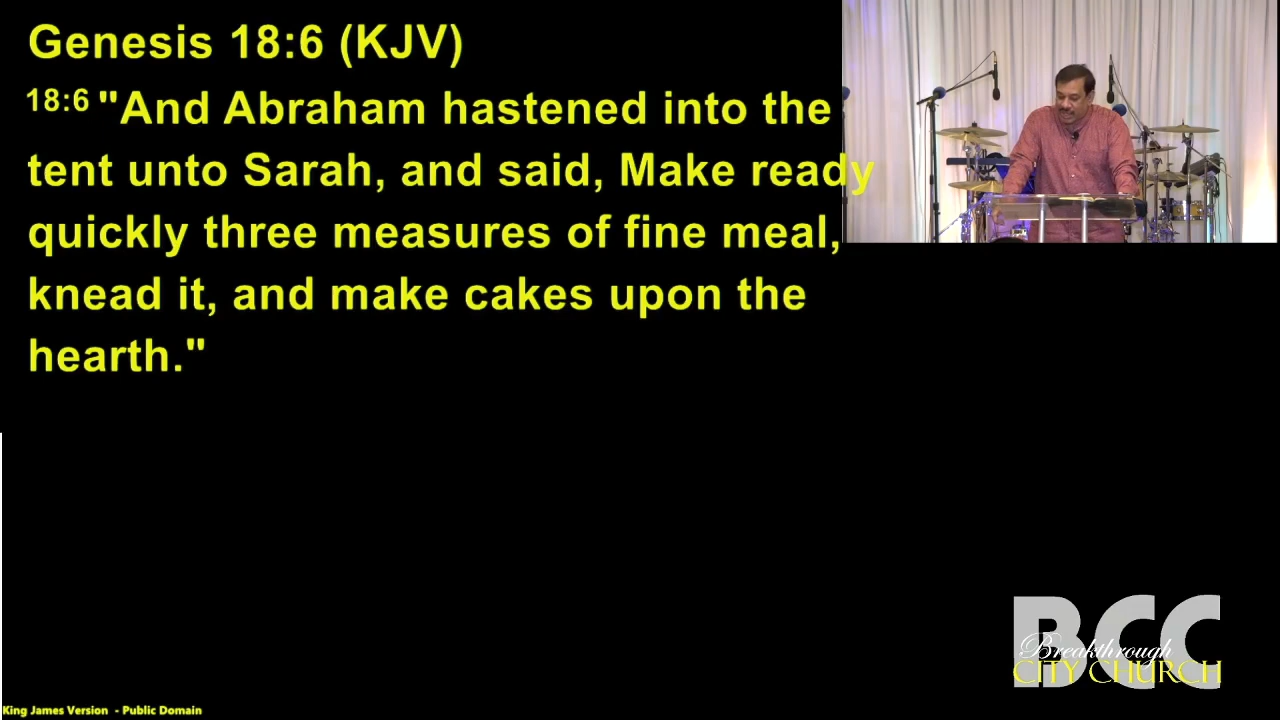 Genesis 18:6 (KJV)
18:6 "And Abraham hastened into the
tent unto Sarah, and said, Make ready
quickly three measures of fine meal,
knead it, and make cakes upon the
hearth."
BCC
Breakthrough
CITY CHURCH
King James Version - Public Domain